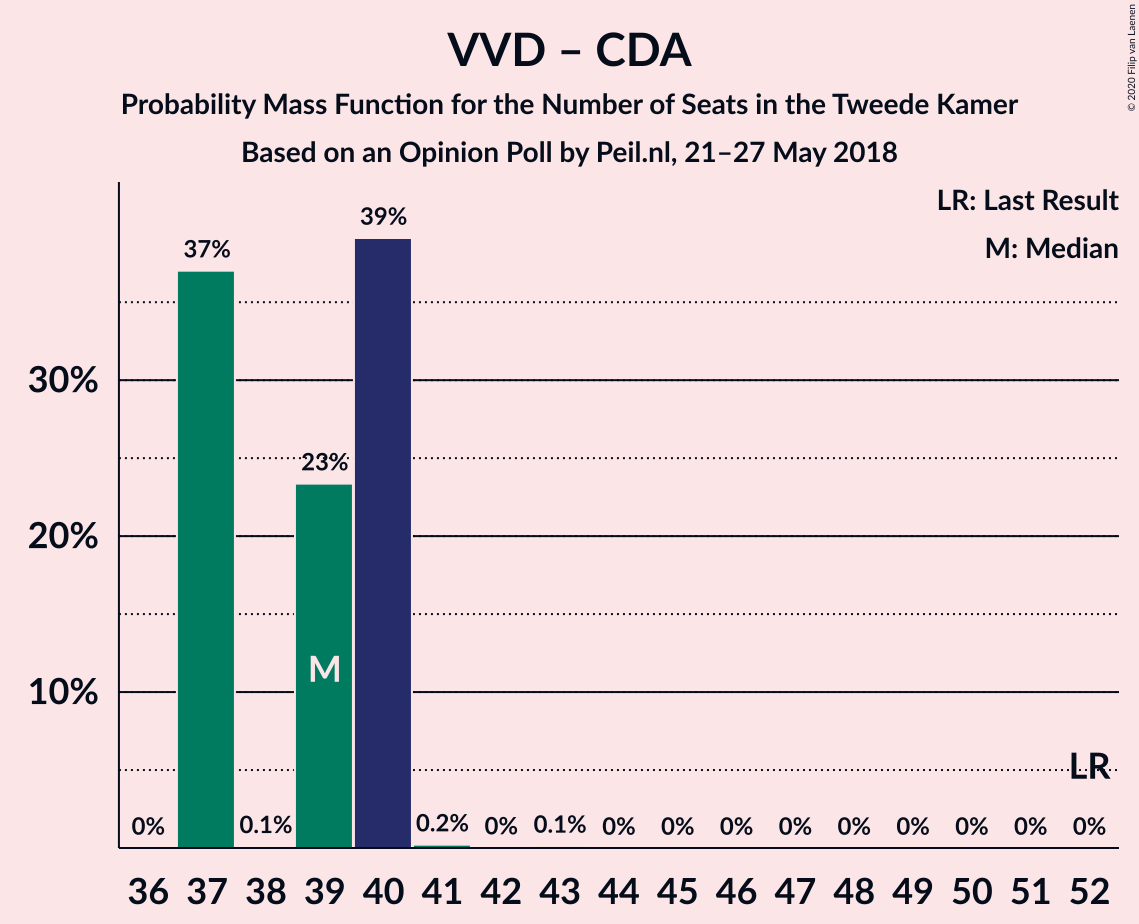 VVD – CDA
Probability Mass Function for the Number of Seats in the Tweede Kamer
Based on an Opinion Poll by Peil.nl, 21–27 May 2018
© 2020 Filip van Laenen
LR: Last Result
M: Median
39%
37%
30%
23%
20%
M
10%
LR
0% 0.1% 0.2% 0% 0.1% 0% 0% 0% 0% 0% 0% 0% 0% 0%
36 37 38 39 40 41 42 43 44 45 46 47 48 49 50 51 52